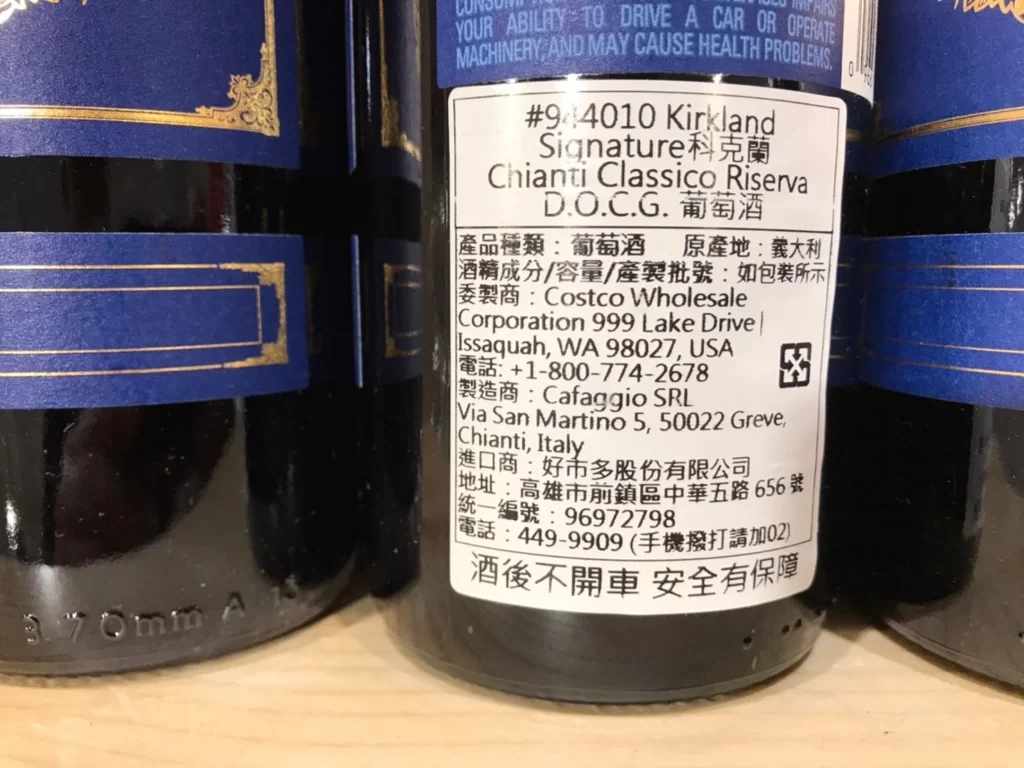 YOUR ABILITY TO DRIVE A CAR OR OPERATE
MACHINERY, AND MAY CAUSE HEALTH PROBLEMS.
#944010 Kirkland
Signature科克蘭
Chianti Classico Riserva
D.O.C.G. 葡萄酒
產品種類：葡萄酒 原產地：義大利
酒精成分/容量/產製批號：如包裝所示
委製商：Costco Wholesale
Corporation 999 Lake Drive
Issaquah, WA 98027, USA
電話: +1-800-774-2678
製造商：Cafaggio SRL
Via San Martino 5, 50022 Greve,
Chianti, Italy
進口商：好市多股份有限公司
地址：高雄市前鎮區中華五路 656 號
統一編號：96972798
電話：449-9909 (手機撥打請加02)
酒後不開車 安全有保障
70mm A